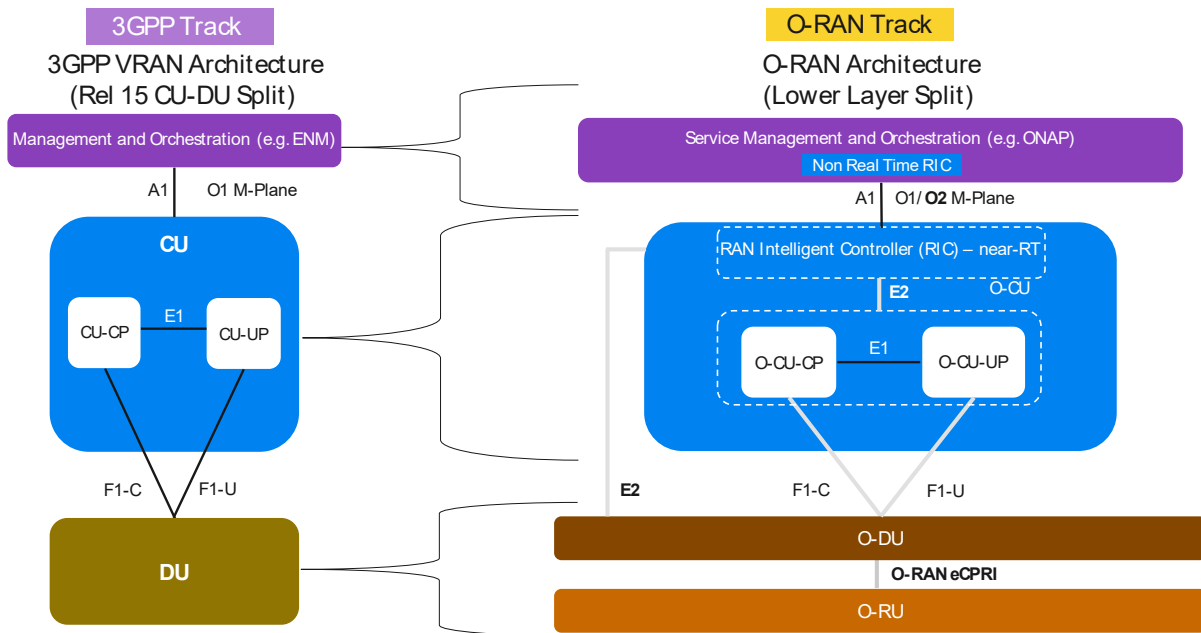 3GPP Track
3GPP VRAN Architecture
(Rel 15 CU-DU Split)
Management and Orchestration (e.g. ENM)
A1
O1 M-Plane
CU
CU-CP
E1
CU-UP
F1-C
F1-U
DU
O-RAN Track
O-RAN Architecture
(Lower Layer Split)
Service Management and Orchestration (e.g. ONAP)
Non Real Time RIC
A1
O1/ O2 M-Plane
RAN Intelligent Controller (RIC) – near-RT
E2
O-CU
O-CU-CP
E1
O-CU-UP
E2
F1-C
F1-U
O-DU
O-RAN eCPRI
O-RU